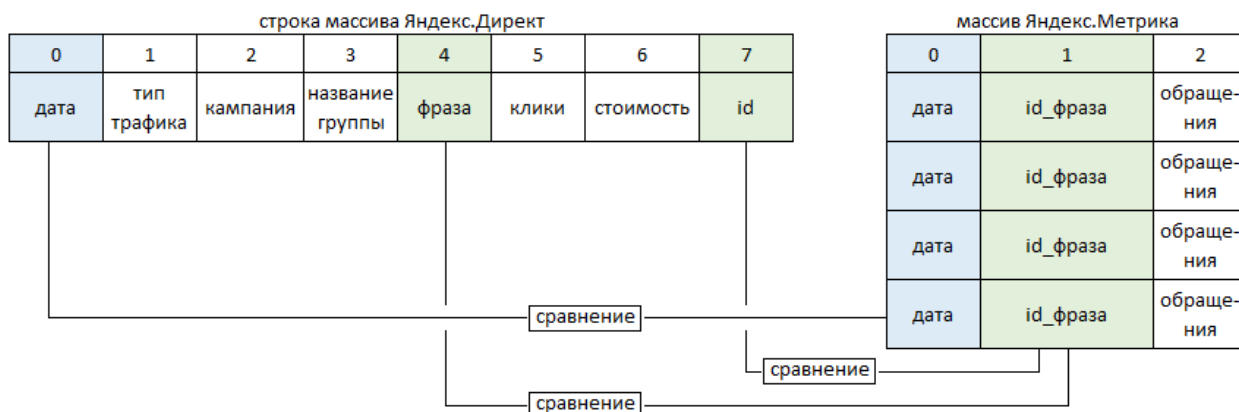 строка массива Яндекс.Директ
массив Яндекс.Метрика
0 1 2 3 4 5 6 7
0 1 2
дата
тип
трафика
кампания
название
группы
фраза
клики
стоимость
id
дата
id_фраза
обраще-
ния
дата
id_фраза
обраще-
ния
дата
id_фраза
обраще-
ния
дата
id_фраза
обраще-
ния
сравнение
сравнение
сравнение